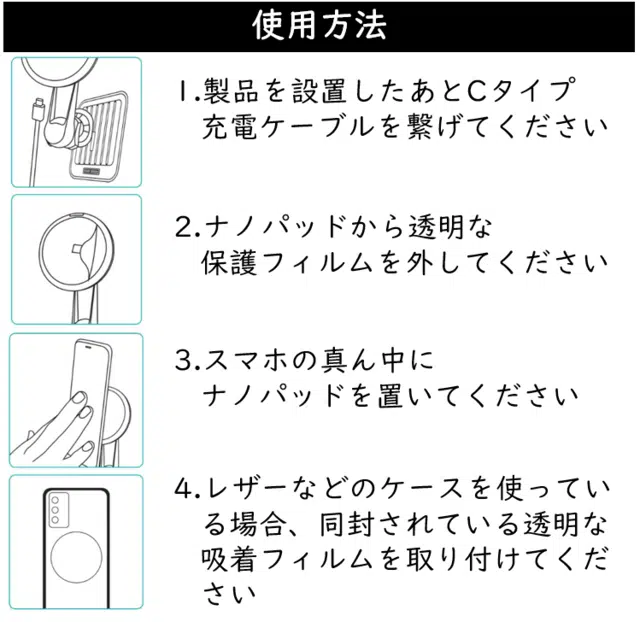 使用方法
1.製品を設置したあとCタイプ
充電ケーブルを繋げてください
2.ナノパッドから透明な
保護フィルムを外してください
3.スマホの真ん中に
ナノパッドを置いてください
4.レザーなどのケースを使ってい
る場合、同封されている透明な
吸着フィルムを取り付けてくだ
さい